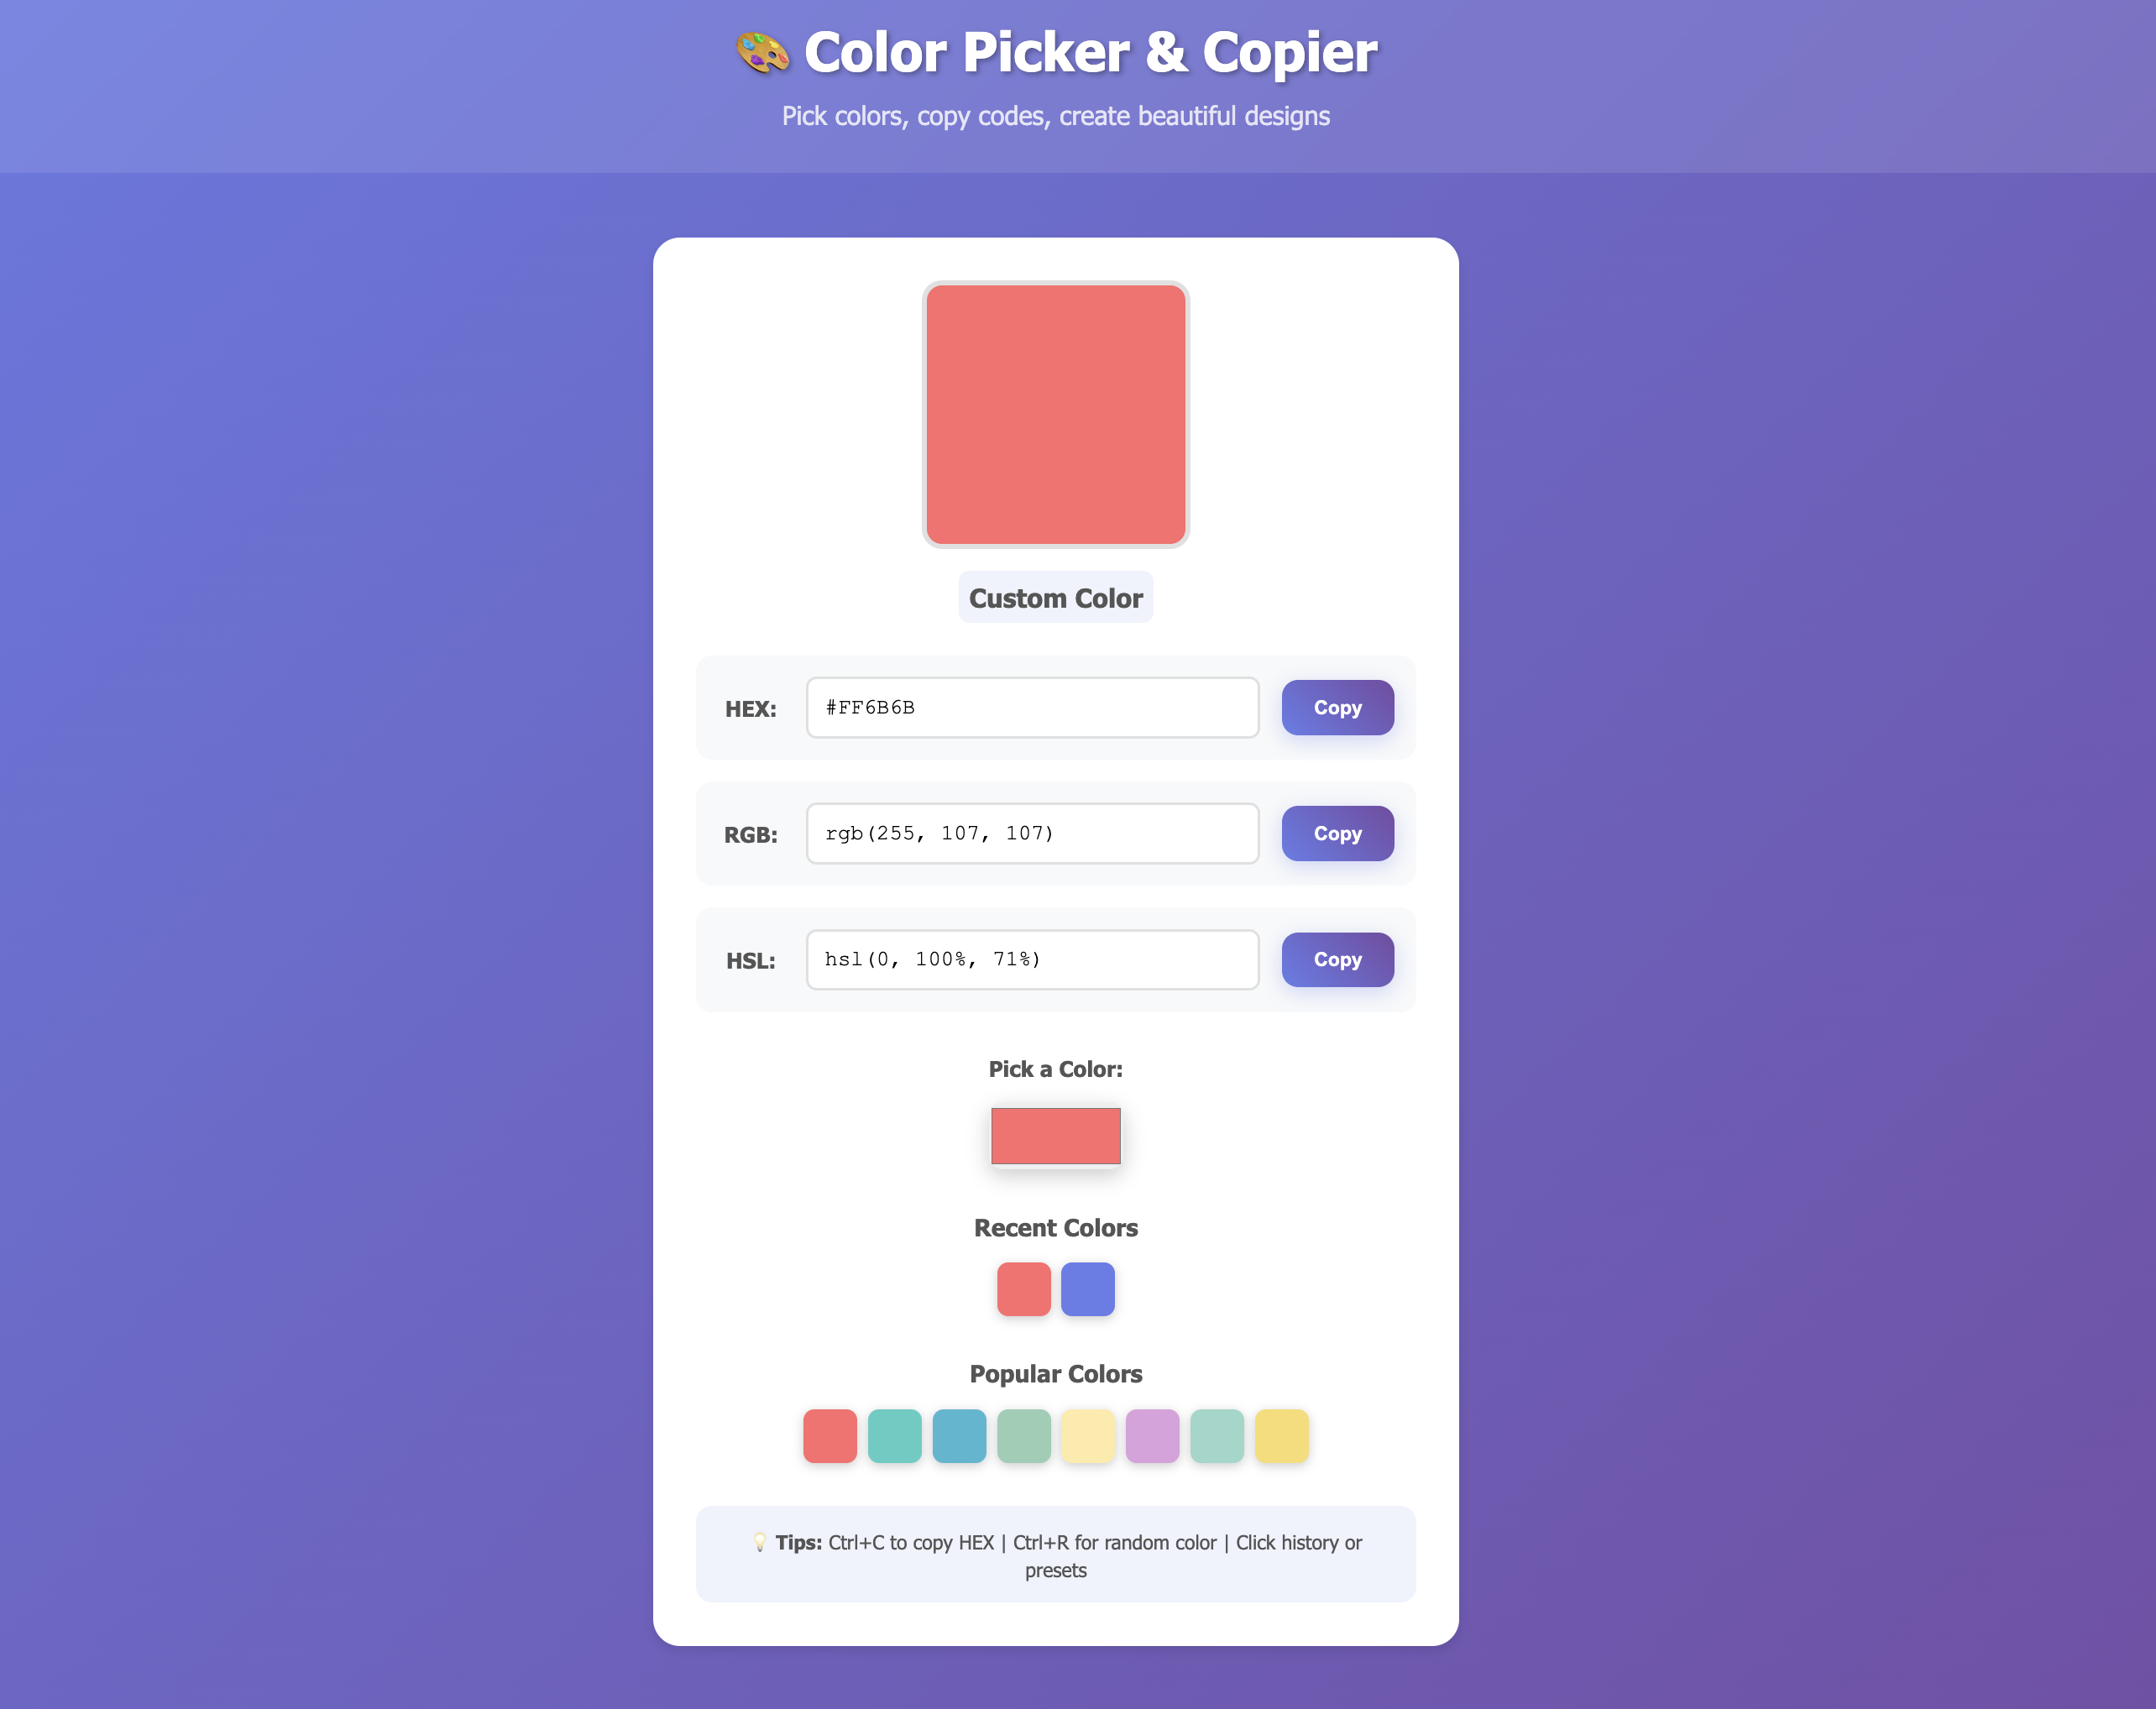 🎨 Color Picker & Copier
Pick colors, copy codes, create beautiful designs
Custom Color
HEX: #FF6B6B Copy
RGB: rgb(255, 107, 107) Copy
HSL: hsl(0, 100%, 71%) Copy
Pick a Color:
Recent Colors
Popular Colors
💡 Tips: Ctrl+C to copy HEX | Ctrl+R for random color | Click history or
presets